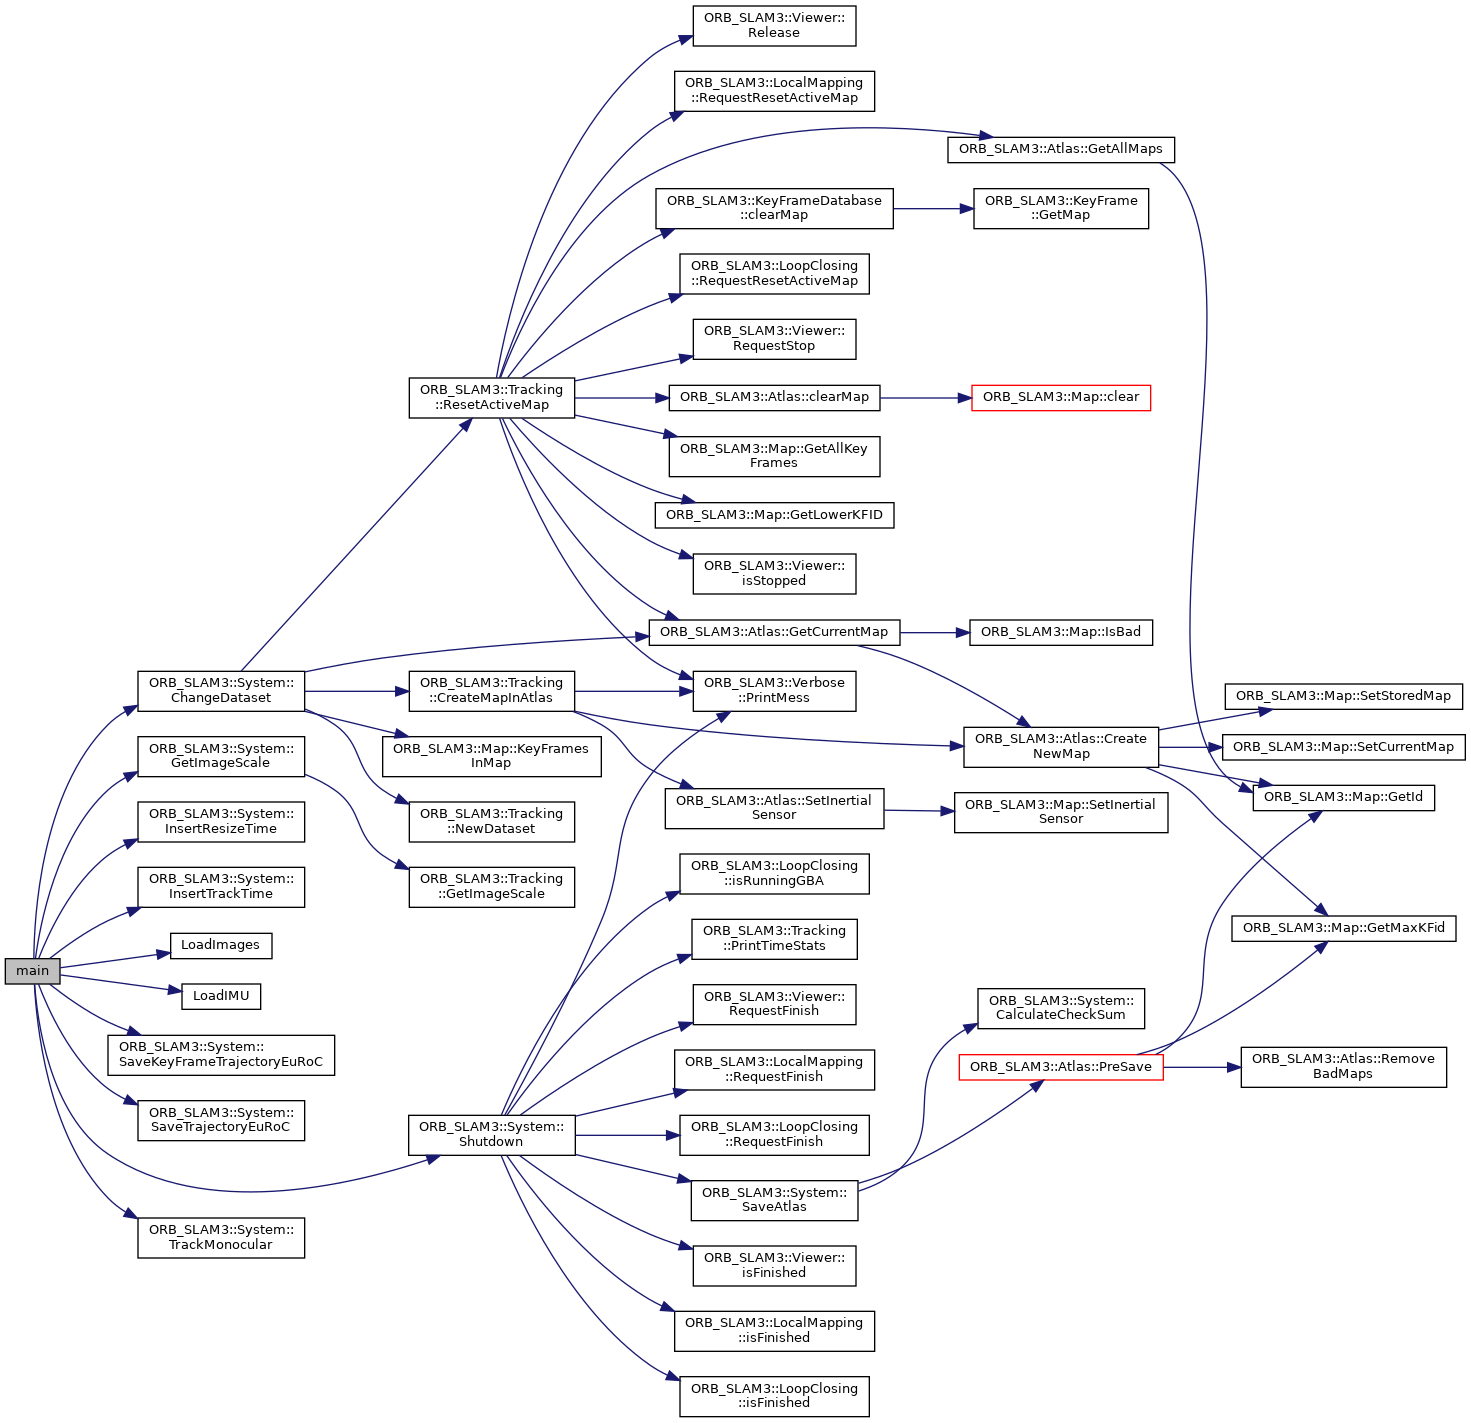 ORB_SLAM3::Viewer::
Release
ORB_SLAM3::LocalMapping
::RequestResetActiveMap
ORB_SLAM3::Atlas::GetAllMaps
ORB_SLAM3::KeyFrameDatabase
::clearMap
ORB_SLAM3::KeyFrame
::GetMap
ORB_SLAM3::LoopClosing
::RequestResetActiveMap
ORB_SLAM3::Viewer::
RequestStop
ORB_SLAM3::Tracking
::ResetActiveMap
ORB_SLAM3::Atlas::clearMap
ORB_SLAM3::Map::clear
ORB_SLAM3::Map::GetAllKey
Frames
ORB_SLAM3::Map::GetLowerKFID
ORB_SLAM3::Viewer::
isStopped
ORB_SLAM3::Atlas::GetCurrentMap
ORB_SLAM3::Map::IsBad
ORB_SLAM3::System::
ChangeDataset
ORB_SLAM3::Tracking
::CreateMapInAtlas
ORB_SLAM3::Verbose
::PrintMess
ORB_SLAM3::Map::SetStoredMap
ORB_SLAM3::System::
GetImageScale
ORB_SLAM3::Map::KeyFrames
InMap
ORB_SLAM3::Atlas::Create
NewMap
ORB_SLAM3::Map::SetCurrentMap
ORB_SLAM3::Map::GetId
ORB_SLAM3::System::
InsertResizeTime
ORB_SLAM3::Tracking
::NewDataset
ORB_SLAM3::Atlas::SetInertial
Sensor
ORB_SLAM3::Map::SetInertial
Sensor
ORB_SLAM3::System::
InsertTrackTime
ORB_SLAM3::Tracking
::GetImageScale
ORB_SLAM3::LoopClosing
::isRunningGBA
ORB_SLAM3::Map::GetMaxKFid
LoadImages
ORB_SLAM3::Tracking
::PrintTimeStats
main
LoadIMU
ORB_SLAM3::Viewer::
RequestFinish
ORB_SLAM3::System::
CalculateCheckSum
ORB_SLAM3::System::
SaveKeyFrameTrajectoryEuRoC
ORB_SLAM3::LocalMapping
::RequestFinish
ORB_SLAM3::Atlas::PreSave
ORB_SLAM3::Atlas::Remove
BadMaps
ORB_SLAM3::System::
SaveTrajectoryEuRoC
ORB_SLAM3::System::
Shutdown
ORB_SLAM3::LoopClosing
::RequestFinish
ORB_SLAM3::System::
SaveAtlas
ORB_SLAM3::System::
TrackMonocular
ORB_SLAM3::Viewer::
isFinished
ORB_SLAM3::LocalMapping
::isFinished
ORB_SLAM3::LoopClosing
::isFinished